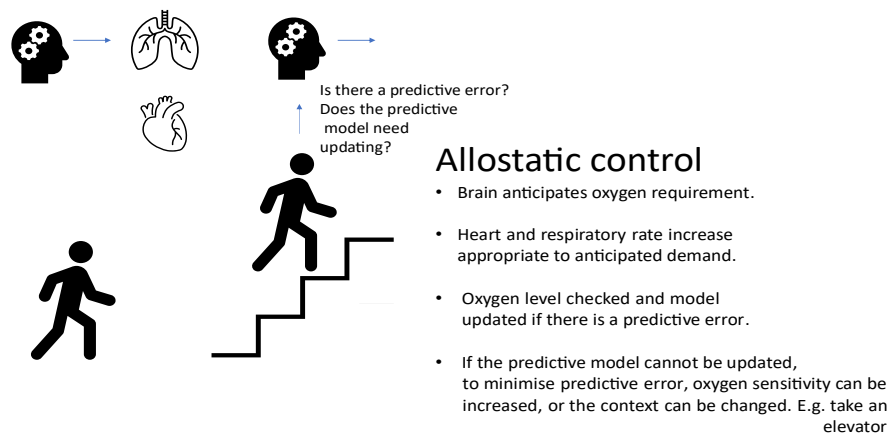 Is there a predictive error?
Does the predictive
model need
updating?
Allostatic control
• Brain anticipates oxygen requirement.
• Heart and respiratory rate increase
appropriate to anticipated demand.
• Oxygen level checked and model
updated if there is a predictive error.
• If the predictive model cannot be updated,
to minimise predictive error, oxygen sensitivity can be
increased, or the context can be changed. E.g. take an
elevator